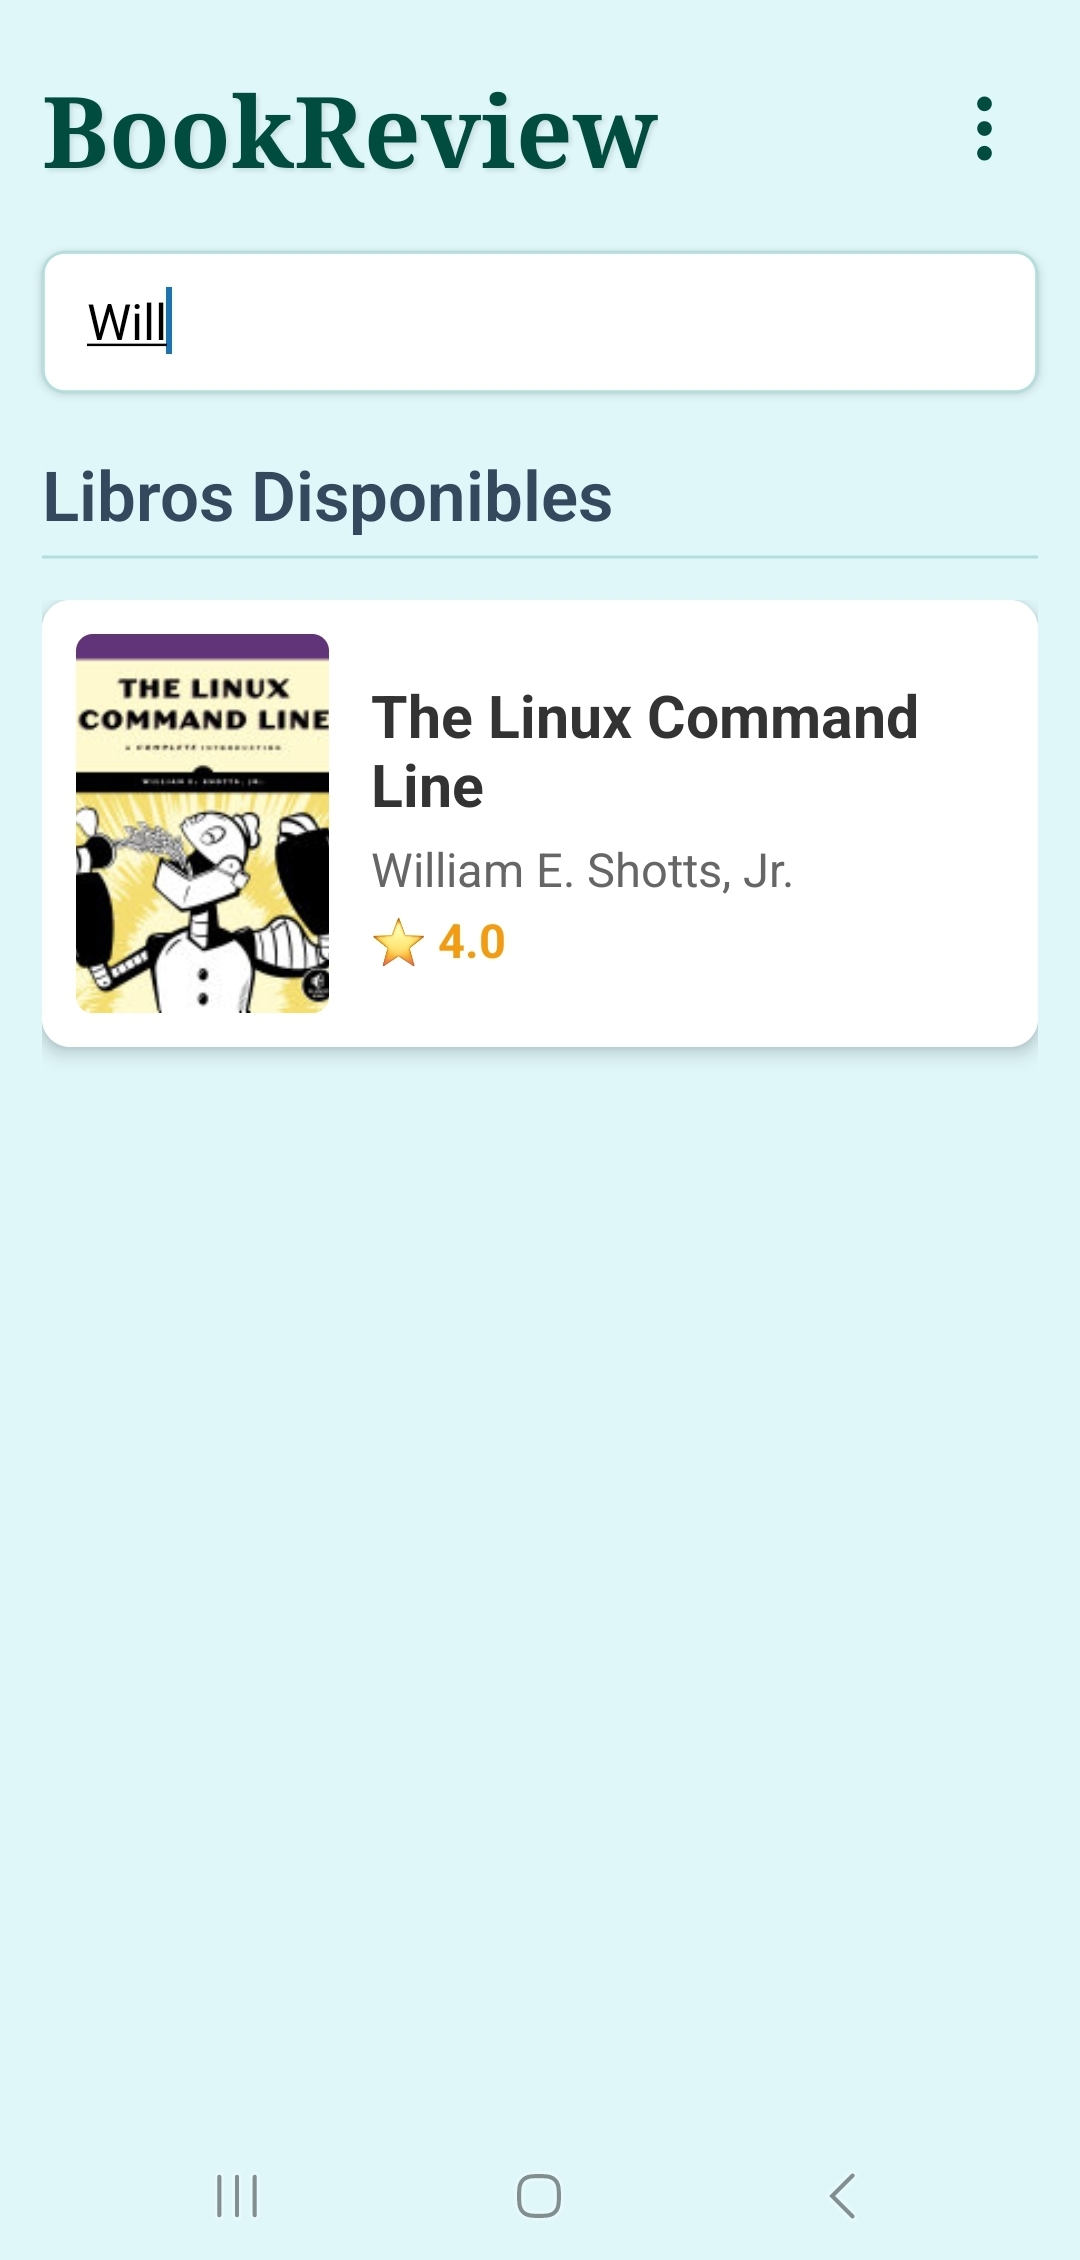 BookReview
Will
Libros Disponibles
THE LINUX
COMMAND LINE
A COMPLETE INTRODUCTION
WILLIAM E. SHOTTS, JR.
The Linux Command
Line
William E. Shotts, Jr.
4.0